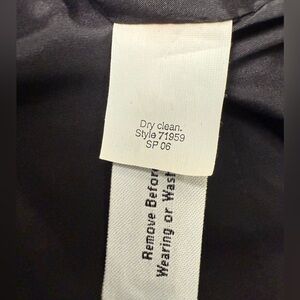 Dry clean.
Style 71959
SP 06
Remove Before
Wearing or Wash